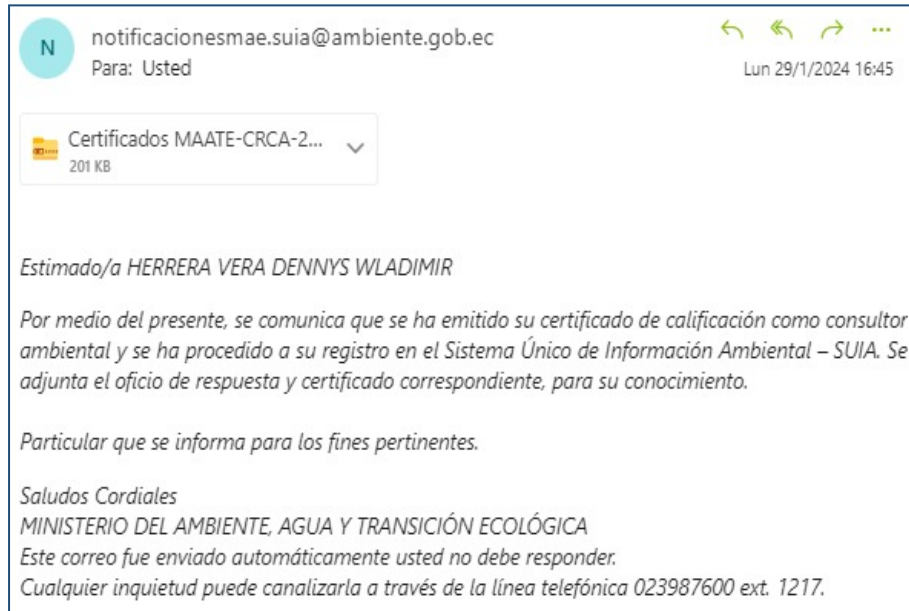 N
notificacionesmae.suia@ambiente.gob.ec
Para: Usted
Lun 29/1/2024 16:45
Certificados MAATE-CRCA-2...
201 KB
Estimado/a HERRERA VERA DENNYS WLADIMIR
Por medio del presente, se comunica que se ha emitido su certificado de calificación como consultor
ambiental y se ha procedido a su registro en el Sistema Único de Información Ambiental – SUIA. Se
adjunta el oficio de respuesta y certificado correspondiente, para su conocimiento.
Particular que se informa para los fines pertinentes.
Saludos Cordiales
MINISTERIO DEL AMBIENTE, AGUA Y TRANSICIÓN ECOLÓGICA
Este correo fue enviado automáticamente usted no debe responder.
Cualquier inquietud puede canalizarla a través de la línea telefónica 023987600 ext. 1217.